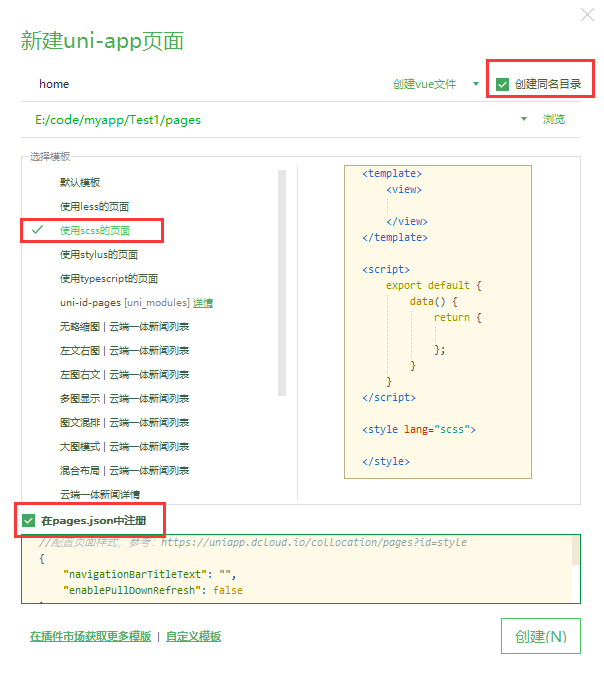 新建uni-app页面
home
创建vue文件
创建同名目录
E:/code/myapp/Test1/pages
浏览
选择模板
默认模板
使用less的页面
使用scss的页面
使用stylus的页面
使用typescript的页面
uni-id-pages [uni_modules] 详情
无略缩图 | 云端一体新闻列表
左文右图 | 云端一体新闻列表
左图右文 | 云端一体新闻列表
多图显示 | 云端一体新闻列表
图文混排 | 云端一体新闻列表
大图模式 | 云端一体新闻列表
混合布局 | 云端一体新闻列表
云端一体新闻详情
<template>
<view>
</view>
</template>
<script>
export default {
data() {
return {
};
}
}
</script>
<style lang="scss">
</style>
在pages.json中注册
//配置页面样式，参考：https://uniapp.dcloud.io/collocation/pages?id=style
{
"navigationBarTitleText": "",
"enablePullDownRefresh": false
在插件市场获取更多模版 | 自定义模板
创建(N)